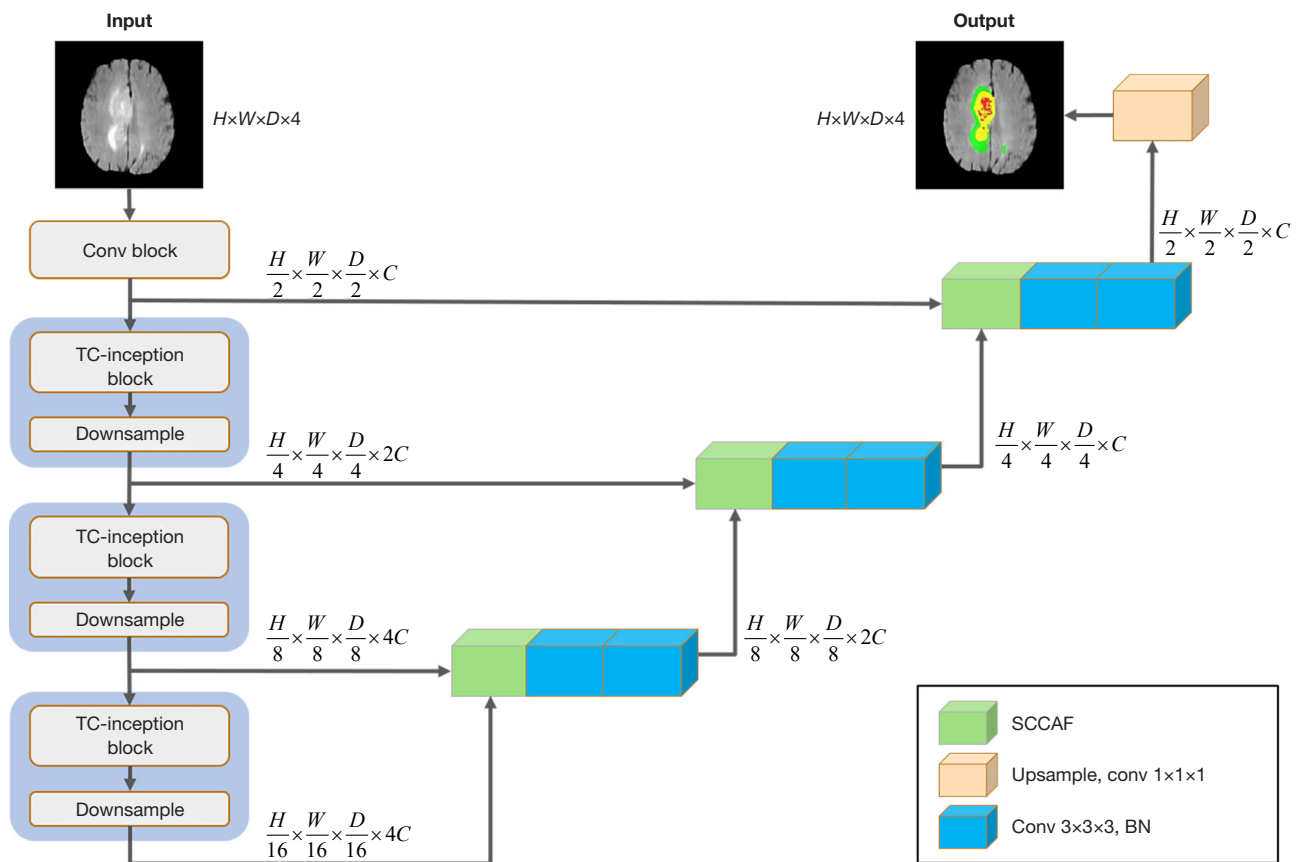 Input
Output
H×W×D×4
H×W×D×4
Conv block
H/2 × W/2 × D/2 × C
H/2 × W/2 × D/2 × C
TC-inception
block
Downsample
H/4 × W/4 × D/4 × 2C
H/4 × W/4 × D/4 × C
TC-inception
block
Downsample
H/8 × W/8 × D/8 × 4C
H/8 × W/8 × D/8 × 2C
TC-inception
block
Downsample
H/16 × W/16 × D/16 × 4C
SCCAF
Upsample, conv 1×1×1
Conv 3×3×3, BN